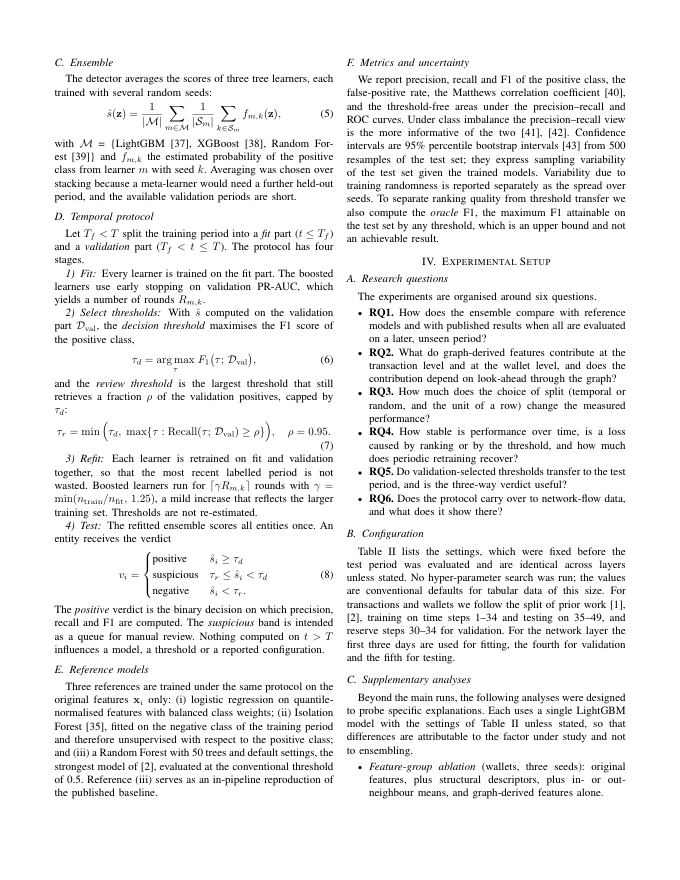 C. Ensemble
The detector averages the scores of three tree learners, each
trained with several random seeds:
ŝ(z) = 1/|M| ∑_{m∈M} 1/|S_m| ∑_{k∈S_m} f_{m,k}(z), (5)
with M = {LightGBM [37], XGBoost [38], Random For-
est [39]} and f_{m,k} the estimated probability of the positive
class from learner m with seed k. Averaging was chosen over
stacking because a meta-learner would need a further held-out
period, and the available validation periods are short.
D. Temporal protocol
Let T_f < T split the training period into a fit part (t ≤ T_f)
and a validation part (T_f < t ≤ T). The protocol has four
stages.
1) Fit: Every learner is trained on the fit part. The boosted
learners use early stopping on validation PR-AUC, which
yields a number of rounds R_{m,k}.
2) Select thresholds: With ŝ computed on the validation
part D_val, the decision threshold maximises the F1 score of
the positive class,
τ_d = arg max_τ F_1(τ; D_val), (6)
and the review threshold is the largest threshold that still
retrieves a fraction ρ of the validation positives, capped by
τ_d:
τ_r = min(τ_d, max{τ : Recall(τ; D_val) ≥ ρ}), ρ = 0.95.
(7)
3) Refit: Each learner is retrained on fit and validation
together, so that the most recent labelled period is not
wasted. Boosted learners run for ⌈γR_{m,k}⌉ rounds with γ =
min(n_train/n_fit, 1.25), a mild increase that reflects the larger
training set. Thresholds are not re-estimated.
4) Test: The refitted ensemble scores all entities once. An
entity receives the verdict
v_i = { positive ŝ_i ≥ τ_d
suspicious τ_r ≤ ŝ_i < τ_d (8)
negative ŝ_i < τ_r.
The positive verdict is the binary decision on which precision,
recall and F1 are computed. The suspicious band is intended
as a queue for manual review. Nothing computed on t > T
influences a model, a threshold or a reported configuration.
E. Reference models
Three references are trained under the same protocol on the
original features x_i only: (i) logistic regression on quantile-
normalised features with balanced class weights; (ii) Isolation
Forest [35], fitted on the negative class of the training period
and therefore unsupervised with respect to the positive class;
and (iii) a Random Forest with 50 trees and default settings, the
strongest model of [2], evaluated at the conventional threshold
of 0.5. Reference (iii) serves as an in-pipeline reproduction of
the published baseline.
F. Metrics and uncertainty
We report precision, recall and F1 of the positive class, the
false-positive rate, the Matthews correlation coefficient [40],
and the threshold-free areas under the precision–recall and
ROC curves. Under class imbalance the precision–recall view
is the more informative of the two [41], [42]. Confidence
intervals are 95% percentile bootstrap intervals [43] from 500
resamples of the test set; they express sampling variability
of the test set given the trained models. Variability due to
training randomness is reported separately as the spread over
seeds. To separate ranking quality from threshold transfer we
also compute the oracle F1, the maximum F1 attainable on
the test set by any threshold, which is an upper bound and not
an achievable result.
IV. EXPERIMENTAL SETUP
A. Research questions
The experiments are organised around six questions.
• RQ1. How does the ensemble compare with reference
models and with published results when all are evaluated
on a later, unseen period?
• RQ2. What do graph-derived features contribute at the
transaction level and at the wallet level, and does the
contribution depend on look-ahead through the graph?
• RQ3. How much does the choice of split (temporal or
random, and the unit of a row) change the measured
performance?
• RQ4. How stable is performance over time, is a loss
caused by ranking or by the threshold, and how much
does periodic retraining recover?
• RQ5. Do validation-selected thresholds transfer to the test
period, and is the three-way verdict useful?
• RQ6. Does the protocol carry over to network-flow data,
and what does it show there?
B. Configuration
Table II lists the settings, which were fixed before the
test period was evaluated and are identical across layers
unless stated. No hyper-parameter search was run; the values
are conventional defaults for tabular data of this size. For
transactions and wallets we follow the split of prior work [1],
[2], training on time steps 1–34 and testing on 35–49, and
reserve steps 30–34 for validation. For the network layer the
first three days are used for fitting, the fourth for validation
and the fifth for testing.
C. Supplementary analyses
Beyond the main runs, the following analyses were designed
to probe specific explanations. Each uses a single LightGBM
model with the settings of Table II unless stated, so that
differences are attributable to the factor under study and not
to ensembling.
• Feature-group ablation (wallets, three seeds): original
features, plus structural descriptors, plus in- or out-
neighbour means, and graph-derived features alone.